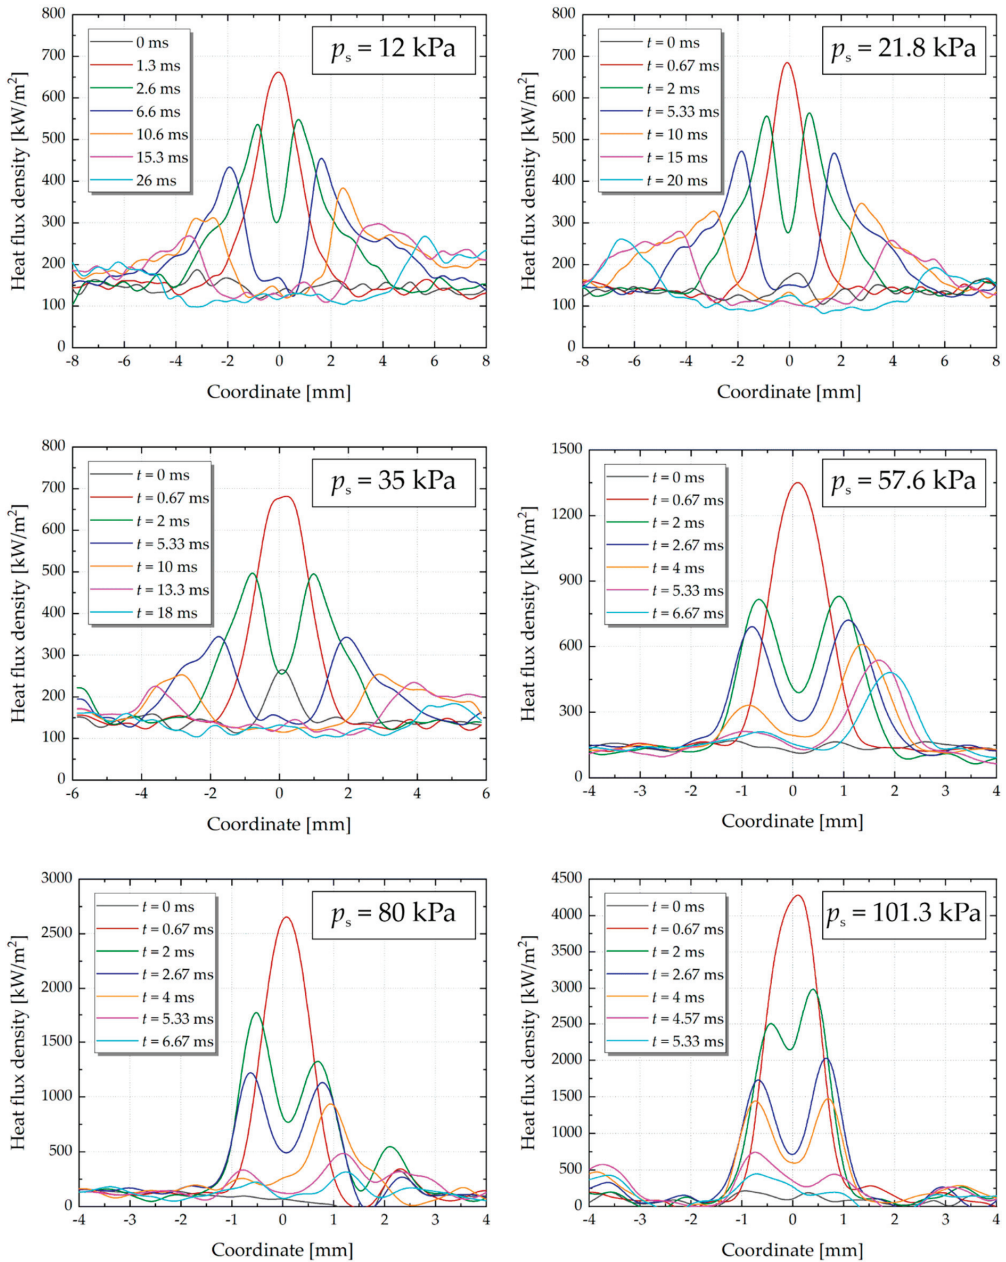 800
700
600
500
400
300
200
100
0
Heat flux density [kW/m²]
0 ms
1.3 ms
2.6 ms
6.6 ms
10.6 ms
15.3 ms
26 ms
pₛ = 12 kPa
-8 -6 -4 -2 0 2 4 6 8
Coordinate [mm]
800
700
600
500
400
300
200
100
0
Heat flux density [kW/m²]
t = 0 ms
t = 0.67 ms
t = 2 ms
t = 5.33 ms
t = 10 ms
t = 15 ms
t = 20 ms
pₛ = 21.8 kPa
-8 -6 -4 -2 0 2 4 6 8
Coordinate [mm]
800
700
600
500
400
300
200
100
0
Heat flux density [kW/m²]
t = 0 ms
t = 0.67 ms
t = 2 ms
t = 5.33 ms
t = 10 ms
t = 13.3 ms
t = 18 ms
pₛ = 35 kPa
-6 -4 -2 0 2 4 6
Coordinate [mm]
1500
1200
900
600
300
0
Heat flux density [kW/m²]
t = 0 ms
t = 0.67 ms
t = 2 ms
t = 2.67 ms
t = 4 ms
t = 5.33 ms
t = 6.67 ms
pₛ = 57.6 kPa
-4 -3 -2 -1 0 1 2 3 4
Coordinate [mm]
3000
2500
2000
1500
1000
500
0
Heat flux density [kW/m²]
t = 0 ms
t = 0.67 ms
t = 2 ms
t = 2.67 ms
t = 4 ms
t = 5.33 ms
t = 6.67 ms
pₛ = 80 kPa
-4 -3 -2 -1 0 1 2 3 4
Coordinate [mm]
4500
4000
3500
3000
2500
2000
1500
1000
500
0
Heat flux density [kW/m²]
t = 0 ms
t = 0.67 ms
t = 2 ms
t = 2.67 ms
t = 4 ms
t = 4.57 ms
t = 5.33 ms
pₛ = 101.3 kPa
-4 -3 -2 -1 0 1 2 3 4
Coordinate [mm]